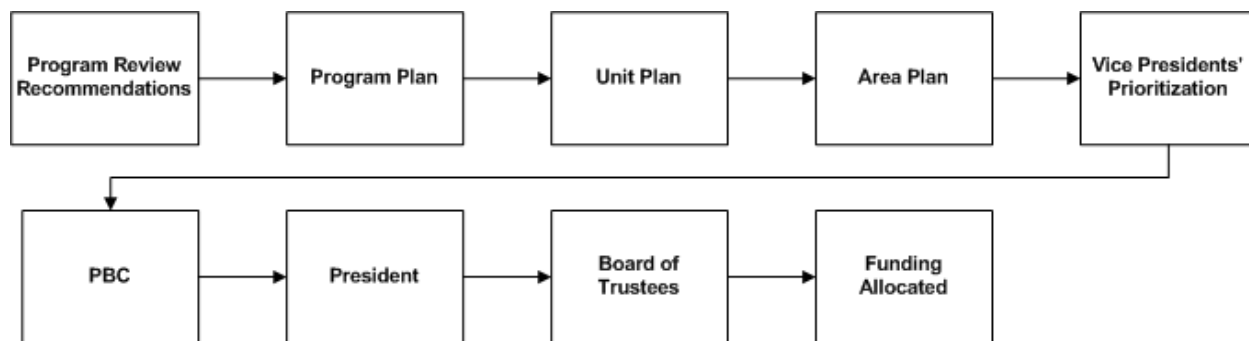 Program Review
Recommendations
Program Plan
Unit Plan
Area Plan
Vice Presidents'
Prioritization
PBC
President
Board of
Trustees
Funding
Allocated